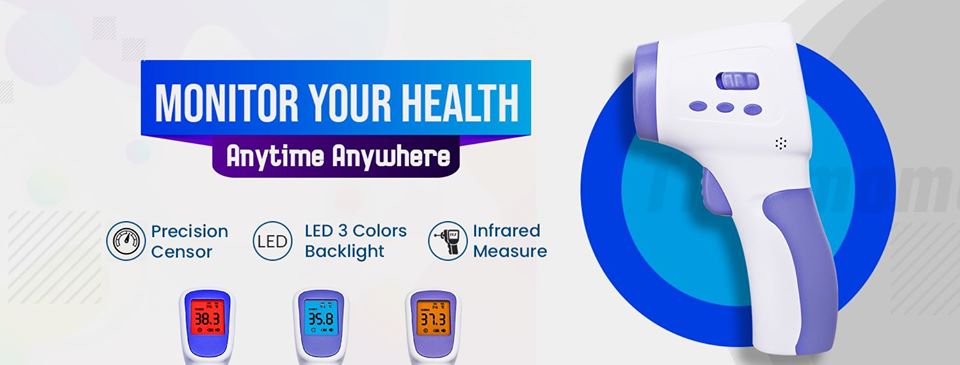 MONITOR YOUR HEALTH
Anytime Anywhere
Precision
Censor
LED
LED 3 Colors
Backlight
Infrared
Measure
38.3
35.8
37.3